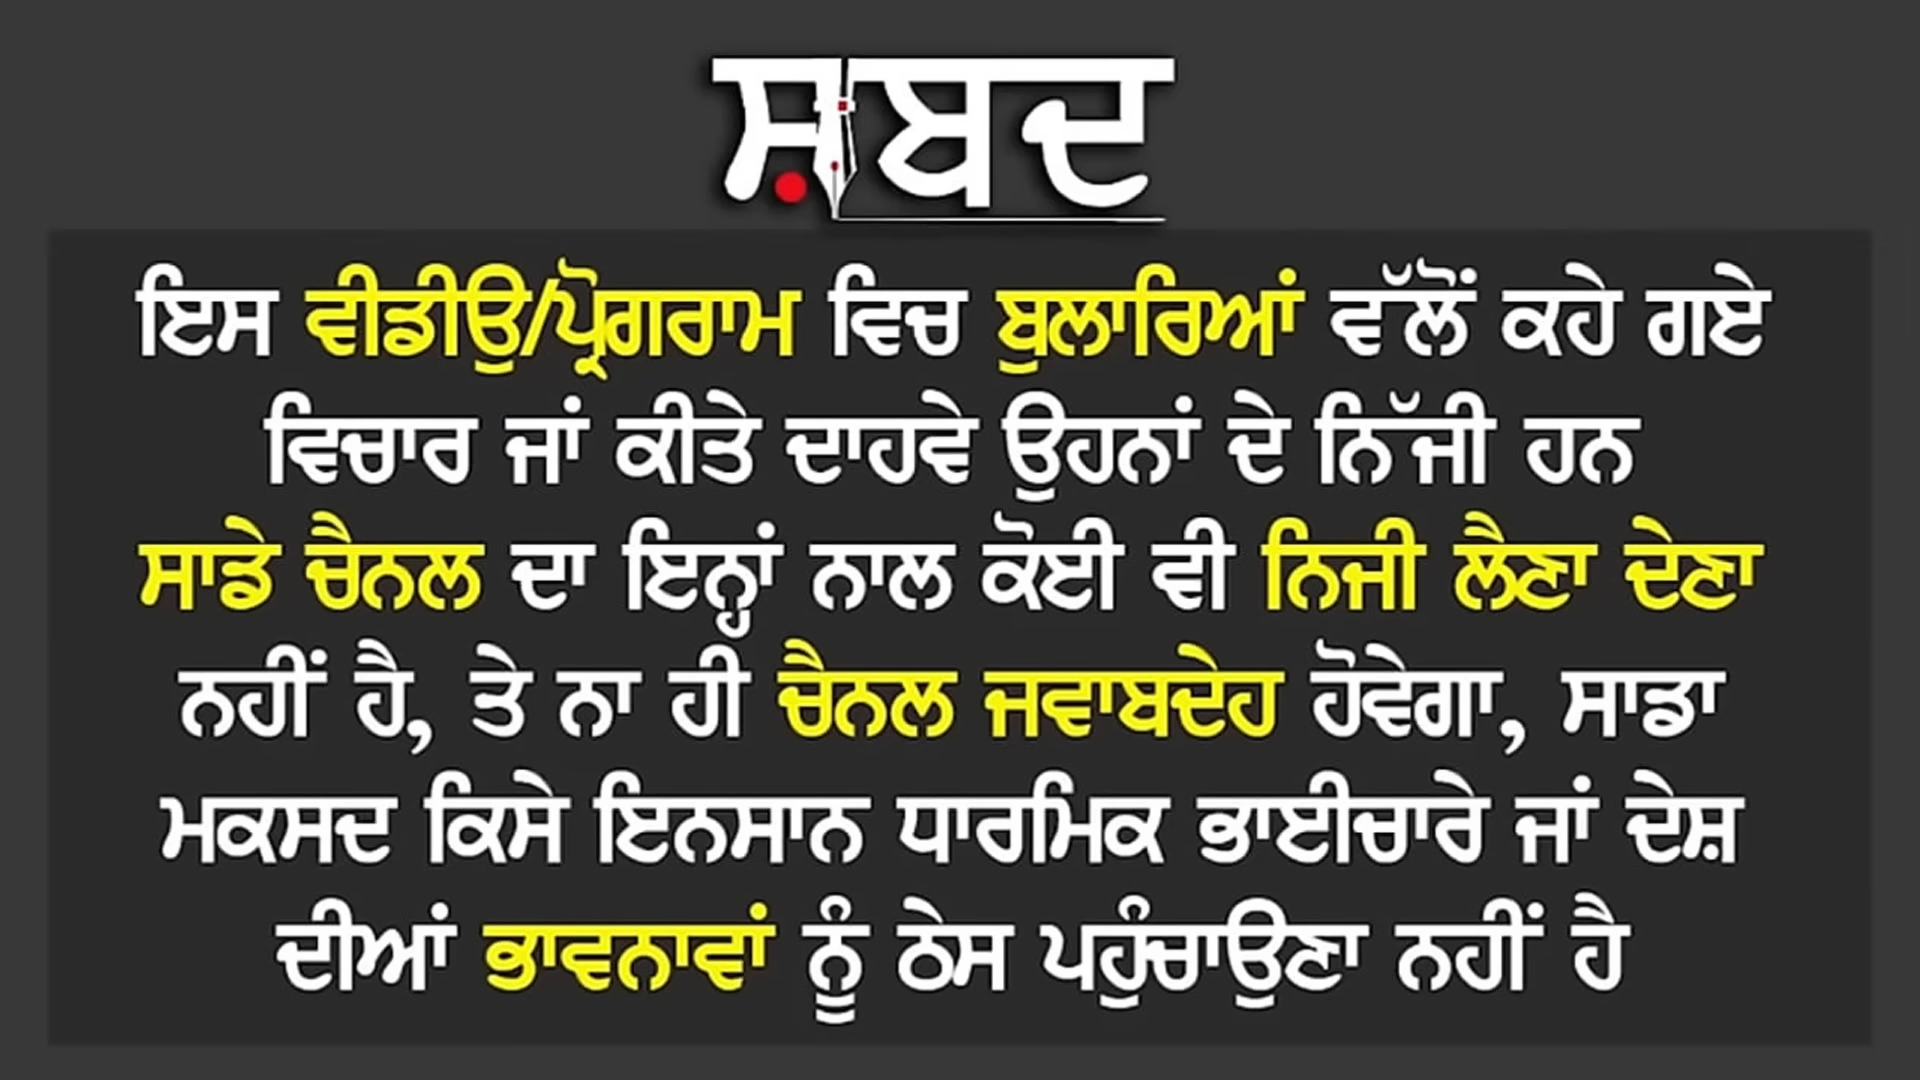 ਸ਼ਬਦ
ਇਸ ਵੀਡੀਉ/ਪ੍ਰੋਗਰਾਮ ਵਿਚ ਬੁਲਾਰਿਆਂ ਵੱਲੋਂ ਕਹੇ ਗਏ
ਵਿਚਾਰ ਜਾਂ ਕੀਤੇ ਦਾਹਵੇ ਉਹਨਾਂ ਦੇ ਨਿੱਜੀ ਹਨ
ਸਾਡੇ ਚੈਨਲ ਦਾ ਇਨ੍ਹਾਂ ਨਾਲ ਕੋਈ ਵੀ ਨਿਜੀ ਲੈਣਾ ਦੇਣਾ
ਨਹੀਂ ਹੈ, ਤੇ ਨਾ ਹੀ ਚੈਨਲ ਜਵਾਬਦੇਹ ਹੋਵੇਗਾ, ਸਾਡਾ
ਮਕਸਦ ਕਿਸੇ ਇਨਸਾਨ ਧਾਰਮਿਕ ਭਾਈਚਾਰੇ ਜਾਂ ਦੇਸ਼
ਦੀਆਂ ਭਾਵਨਾਵਾਂ ਨੂੰ ਠੇਸ ਪਹੁੰਚਾਉਣਾ ਨਹੀਂ ਹੈ